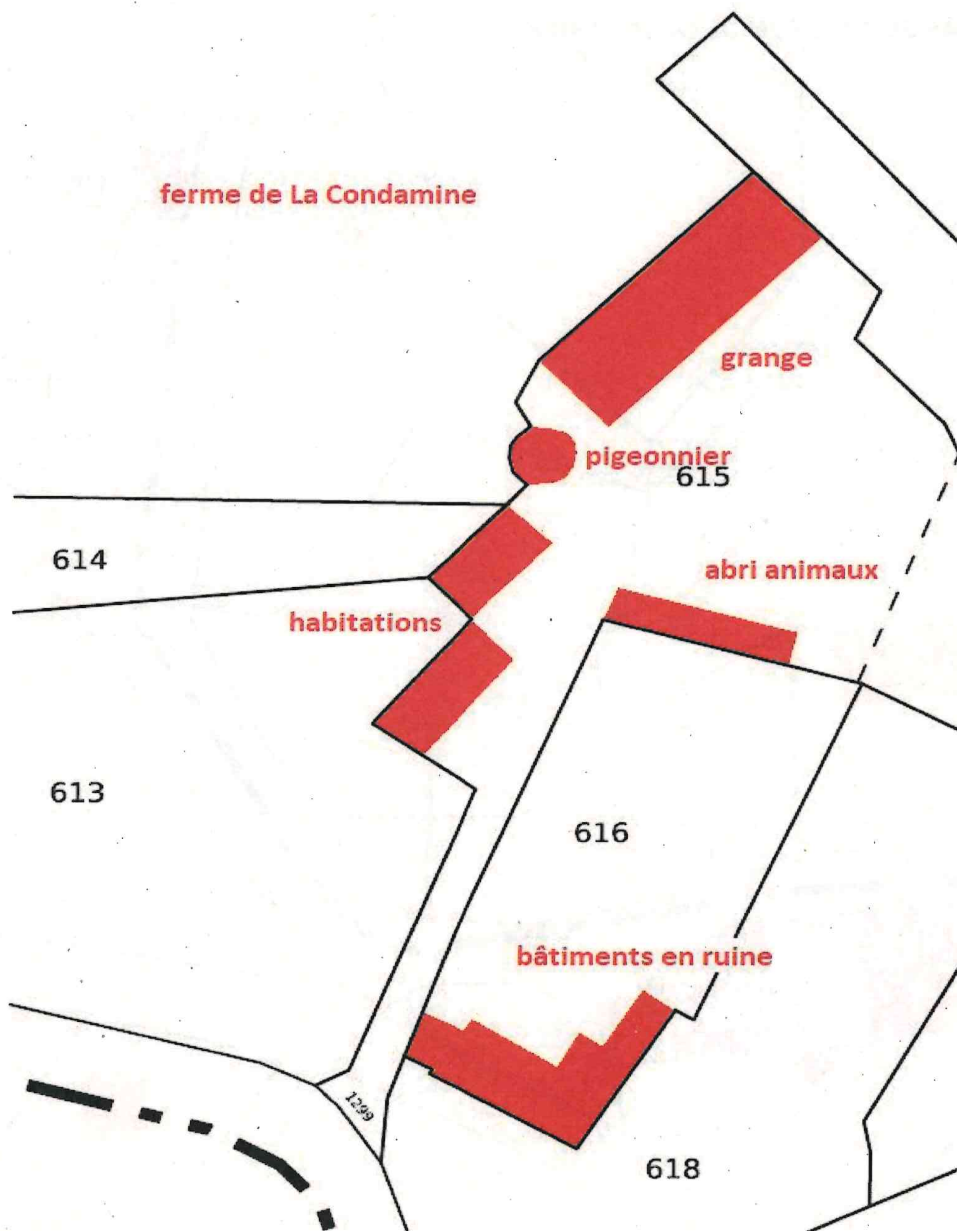 ferme de La Condamine
grange
pigeonnier
615
614
abri animaux
habitations
613
616
bâtiments en ruine
1299
618